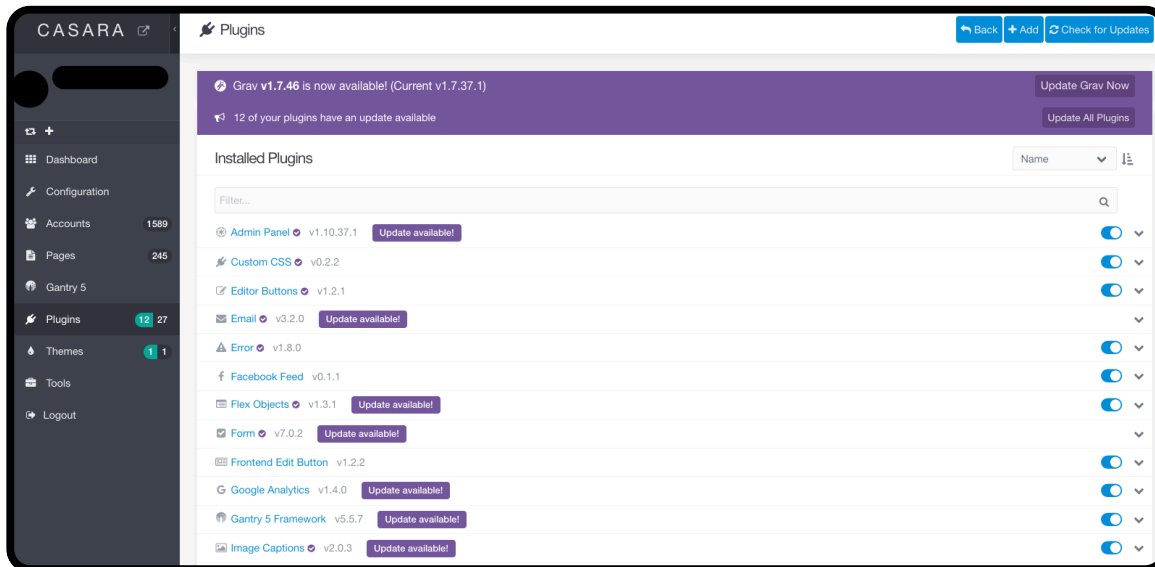 CASARA
Plugins
Back
Add
Check for Updates
Grav v1.7.46 is now available! (Current v1.7.37.1)
Update Grav Now
12 of your plugins have an update available
Update All Plugins
Dashboard
Configuration
Accounts 1589
Pages 245
Gantry 5
Plugins 12 27
Themes 1 1
Tools
Logout
Installed Plugins
Name
Filter...
Admin Panel v1.10.37.1 Update available!
Custom CSS v0.2.2
Editor Buttons v1.2.1
Email v3.2.0 Update available!
Error v1.8.0
Facebook Feed v0.1.1
Flex Objects v1.3.1 Update available!
Form v7.0.2 Update available!
Frontend Edit Button v1.2.2
Google Analytics v1.4.0 Update available!
Gantry 5 Framework v5.5.7 Update available!
Image Captions v2.0.3 Update available!